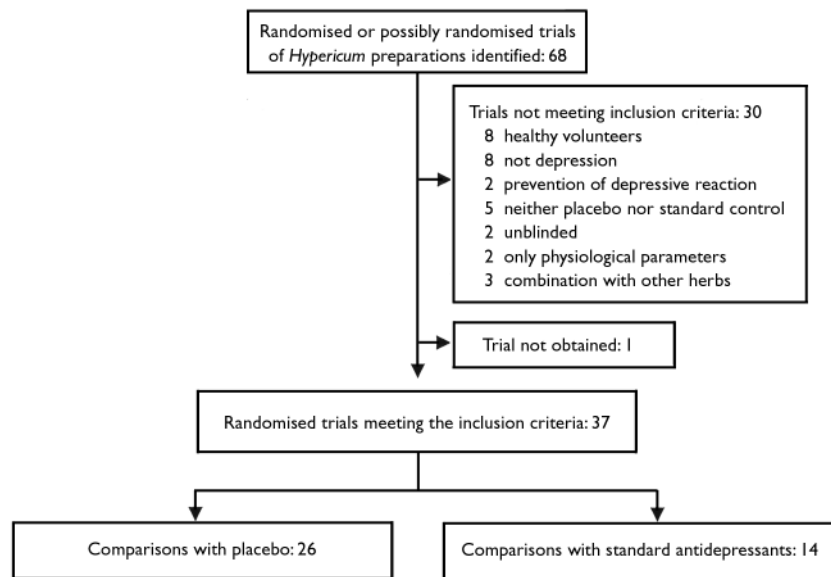 Randomised or possibly randomised trials
of Hypericum preparations identified: 68
Trials not meeting inclusion criteria: 30
8 healthy volunteers
8 not depression
2 prevention of depressive reaction
5 neither placebo nor standard control
2 unblinded
2 only physiological parameters
3 combination with other herbs
Trial not obtained: 1
Randomised trials meeting the inclusion criteria: 37
Comparisons with placebo: 26
Comparisons with standard antidepressants: 14